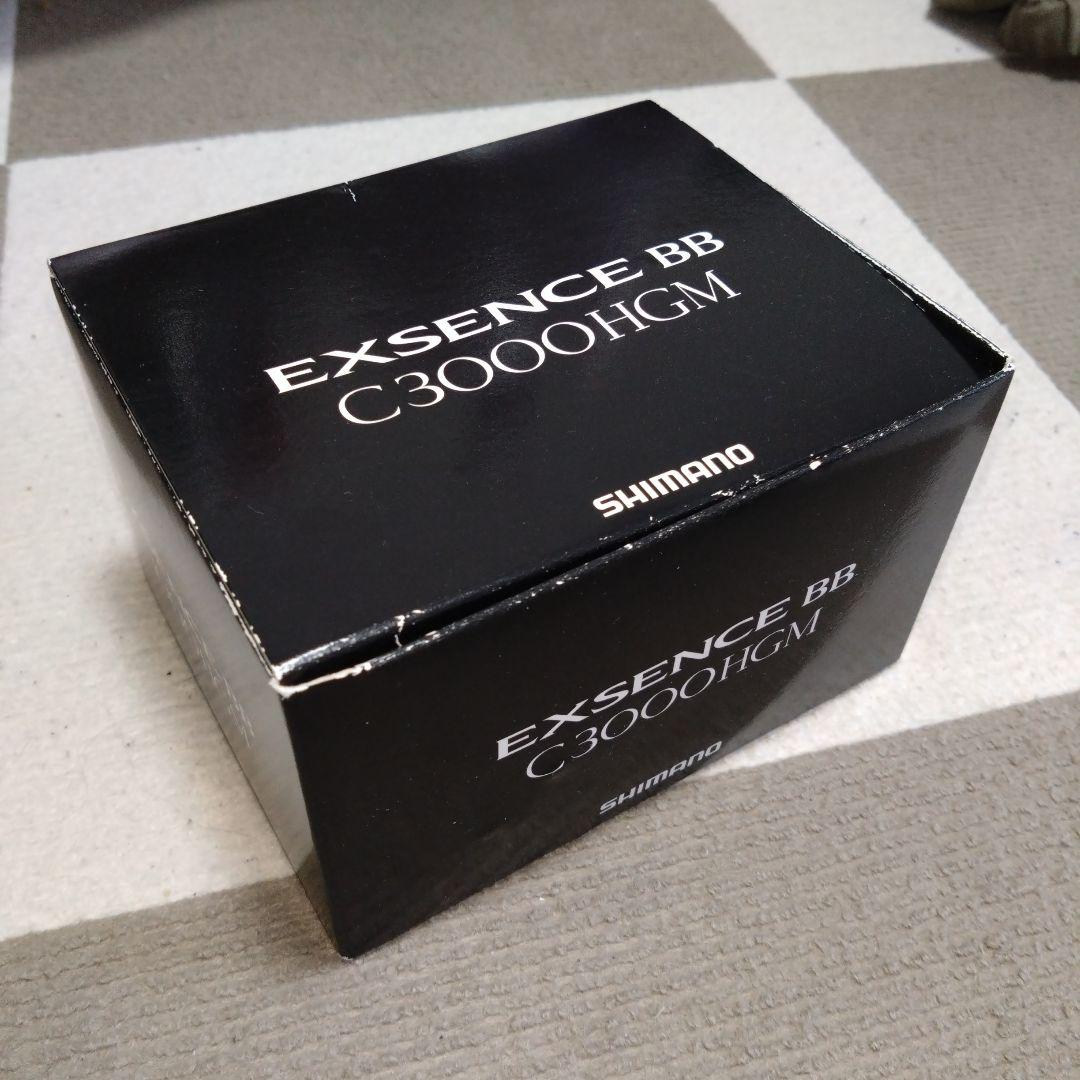 EXSENCE BB
C3000HGM
SHIMANO
EXSENCE BB
C3000HGM
SHIMANO